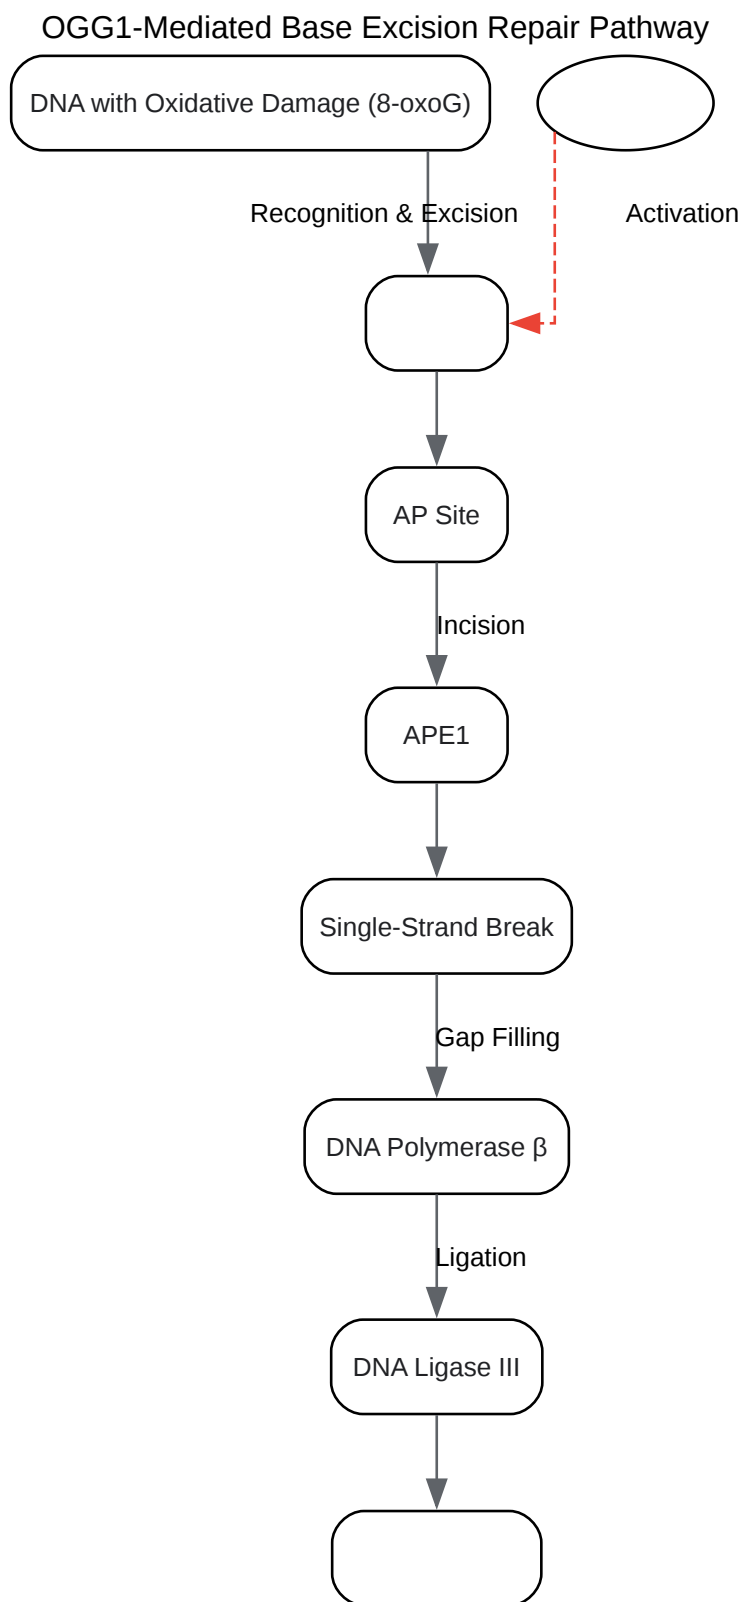 OGG1-Mediated Base Excision Repair Pathway
DNA with Oxidative Damage (8-oxoG)
Recognition & Excision
Activation
AP Site
Incision
APE1
Single-Strand Break
Gap Filling
DNA Polymerase β
Ligation
DNA Ligase III